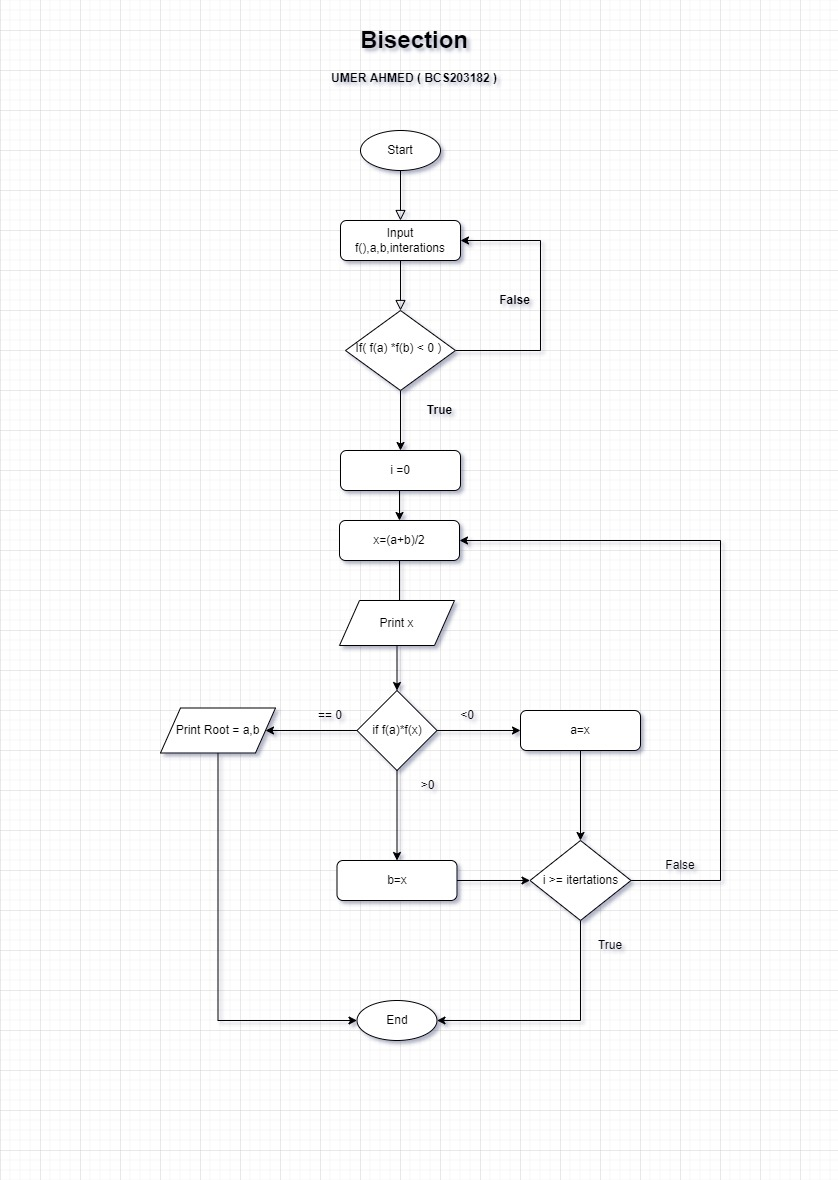 Bisection
UMER AHMED ( BCS203182 )
Start
Input
f(),a,b,interations
False
If( f(a) *f(b) < 0 )
True
i =0
x=(a+b)/2
Print x
== 0
<0
Print Root = a,b
if f(a)*f(x)
a=x
>0
False
b=x
i >= itertations
True
End